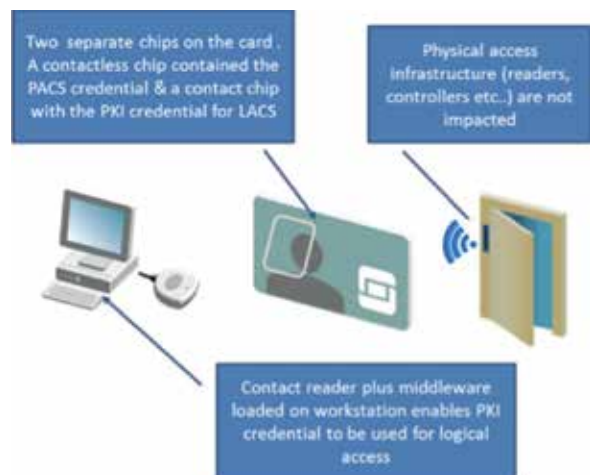 Two separate chips on the card .
A contactless chip contained the
PACS credential & a contact chip
with the PKI credential for LACS
Physical access
infrastructure (readers,
controllers etc..) are not
impacted
Contact reader plus middleware
loaded on workstation enables PKI
credential to be used for logical
access